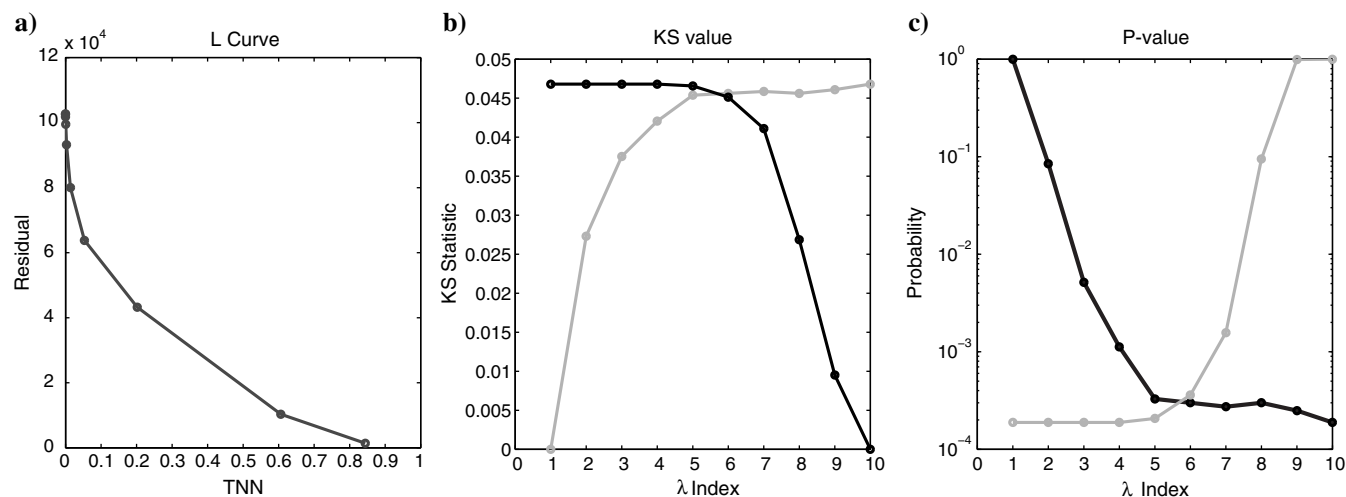 a)
L Curve
x 10⁴
12
10
8
6
4
2
0
0 0.1 0.2 0.3 0.4 0.5 0.6 0.7 0.8 0.9 1
Residual
TNN
b)
KS value
0.05
0.045
0.04
0.035
0.03
0.025
0.02
0.015
0.01
0.005
0
0 1 2 3 4 5 6 7 8 9 10
KS Statistic
λ Index
c)
P-value
10⁰
10⁻¹
10⁻²
10⁻³
10⁻⁴
0 1 2 3 4 5 6 7 8 9 10
Probability
λ Index